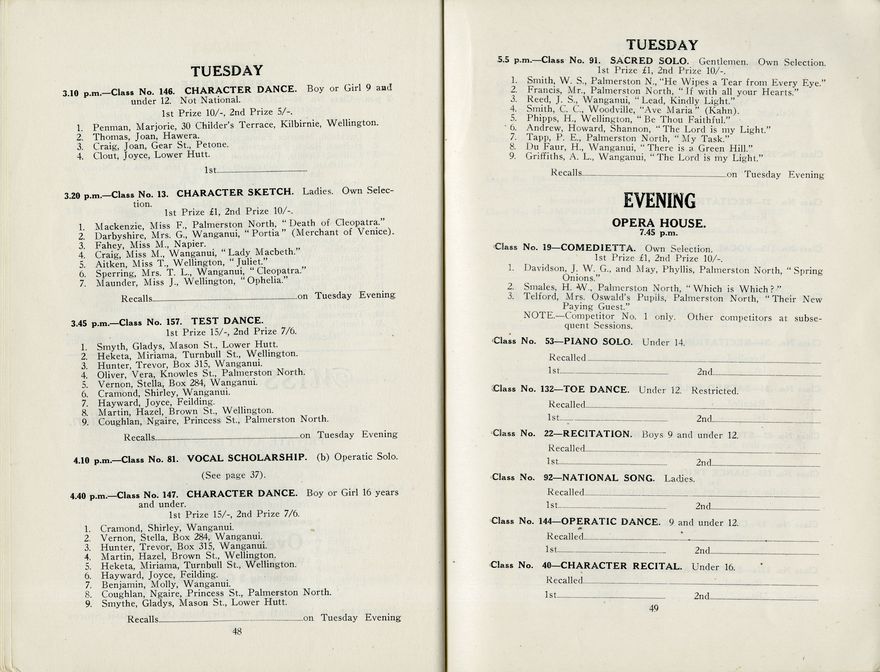 TUESDAY
3.10 p.m.—Class No. 146. CHARACTER DANCE. Boy or Girl 9 and
under 12. Not National.
1st Prize 10/-, 2nd Prize 5/-.
1. Penman, Marjorie, 30 Childer's Terrace, Kilbirnie, Wellington.
2. Thomas, Joan, Hawera.
3. Craig, Joan, Gear St., Petone.
4. Clout, Joyce, Lower Hutt.
1st
3.20 p.m.—Class No. 13. CHARACTER SKETCH. Ladies. Own Selec-
tion.
1st Prize £1, 2nd Prize 10/-.
1. Mackenzie, Miss F., Palmerston North, "Death of Cleopatra."
2. Darbyshire, Mrs. G., Wanganui, "Portia" (Merchant of Venice).
3. Fahey, Miss M., Napier.
4. Craig, Miss M., Wanganui, "Lady Macbeth."
5. Aitken, Miss T., Wellington, "Juliet."
6. Sperring, Mrs. T. L., Wanganui, "Cleopatra."
7. Maunder, Miss J., Wellington, "Ophelia."
Recalls on Tuesday Evening
3.45 p.m.—Class No. 157. TEST DANCE.
1st Prize 15/-, 2nd Prize 7/6.
1. Smyth, Gladys, Mason St., Lower Hutt.
2. Heketa, Miriama, Turnbull St., Wellington.
3. Hunter, Trevor, Box 315, Wanganui.
4. Oliver, Vera, Knowles St., Palmerston North.
5. Vernon, Stella, Box 284, Wanganui.
6. Cramond, Shirley, Wanganui.
7. Hayward, Joyce, Feilding.
8. Martin, Hazel, Brown St., Wellington.
9. Coughlan, Ngaire, Princess St., Palmerston North.
Recalls on Tuesday Evening
4.10 p.m.—Class No. 81. VOCAL SCHOLARSHIP. (b) Operatic Solo.
(See page 37).
4.40 p.m.—Class No. 147. CHARACTER DANCE. Boy or Girl 16 years
and under.
1st Prize 15/-, 2nd Prize 7/6.
1. Cramond, Shirley, Wanganui.
2. Vernon, Stella, Box 284, Wanganui.
3. Hunter, Trevor, Box 315, Wanganui.
4. Martin, Hazel, Brown St., Wellington.
5. Heketa, Miriama, Turnbull St., Wellington.
6. Hayward, Joyce, Feilding.
7. Benjamin, Molly, Wanganui.
8. Coughlan, Ngaire, Princess St., Palmerston North.
9. Smythe, Gladys, Mason St., Lower Hutt.
Recalls on Tuesday Evening
48
TUESDAY
5.5 p.m.—Class No. 91. SACRED SOLO. Gentlemen. Own Selection.
1st Prize £1, 2nd Prize 10/-.
1. Smith, W. S., Palmerston N., "He Wipes a Tear from Every Eye."
2. Francis, Mr., Palmerston North, "If with all your Hearts."
3. Reed, J. S., Wanganui, "Lead, Kindly Light."
4. Smith, C. C., Woodville, "Ave Maria" (Kahn).
5. Phipps, H., Wellington, "Be Thou Faithful."
6. Andrew, Howard, Shannon, "The Lord is my Light."
7. Tapp, P. E., Palmerston North, "My Task."
8. Du Faur, H., Wanganui, "There is a Green Hill."
9. Griffiths, A. L., Wanganui, "The Lord is my Light."
Recalls on Tuesday Evening
EVENING
OPERA HOUSE.
7.45 p.m.
Class No. 19—COMEDIETTA. Own Selection.
1st Prize £1, 2nd Prize 10/-.
1. Davidson, J. W. G., and May, Phyllis, Palmerston North, "Spring
Onions."
2. Smales, H. W., Palmerston North, "Which is Which?"
3. Telford, Mrs. Oswald's Pupils, Palmerston North, "Their New
Paying Guest."
NOTE.—Competitor No. 1 only. Other competitors at subse-
quent Sessions.
Class No. 53—PIANO SOLO. Under 14.
Recalled
1st 2nd
Class No. 132—TOE DANCE. Under 12. Restricted.
Recalled
1st 2nd
Class No. 22—RECITATION. Boys 9 and under 12.
Recalled
1st 2nd
Class No. 92—NATIONAL SONG. Ladies.
Recalled
1st 2nd
Class No. 144—OPERATIC DANCE. 9 and under 12.
Recalled
1st 2nd
Class No. 40—CHARACTER RECITAL. Under 16.
Recalled
1st 2nd
49